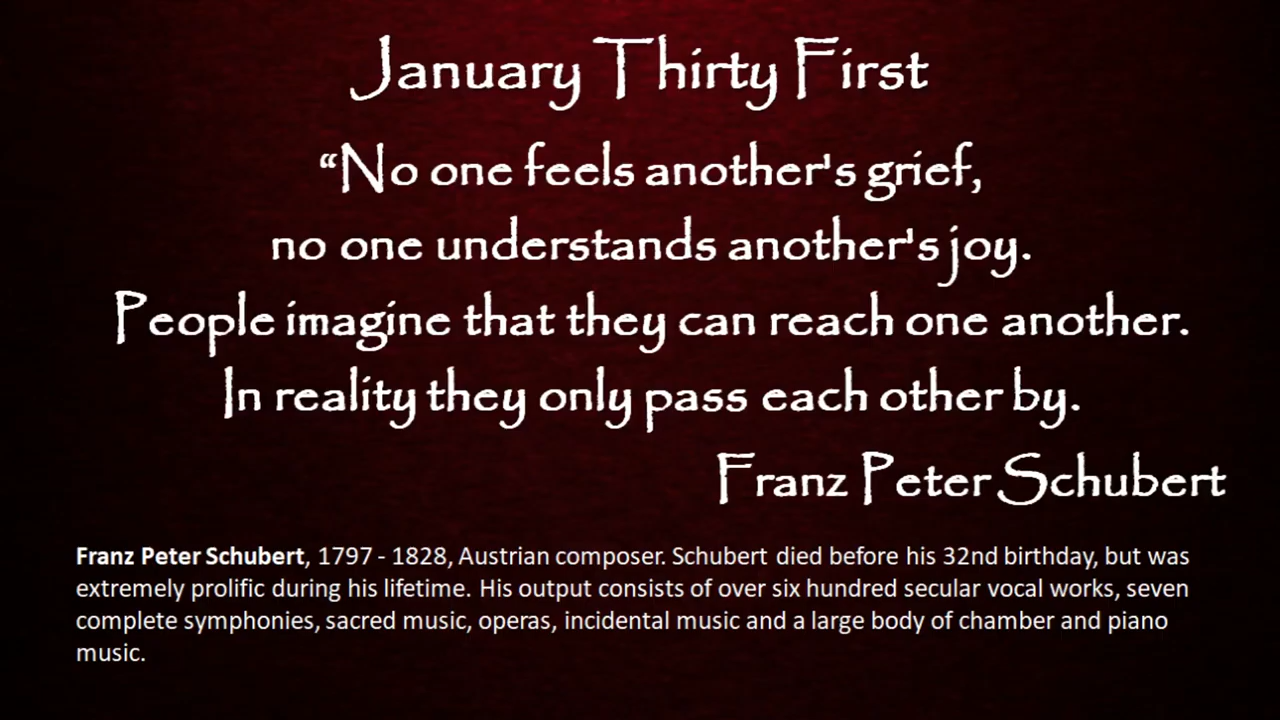 January Thirty First
“No one feels another's grief,
no one understands another's joy.
People imagine that they can reach one another.
In reality they only pass each other by.
Franz Peter Schubert
Franz Peter Schubert, 1797 - 1828, Austrian composer. Schubert died before his 32nd birthday, but was
extremely prolific during his lifetime. His output consists of over six hundred secular vocal works, seven
complete symphonies, sacred music, operas, incidental music and a large body of chamber and piano
music.